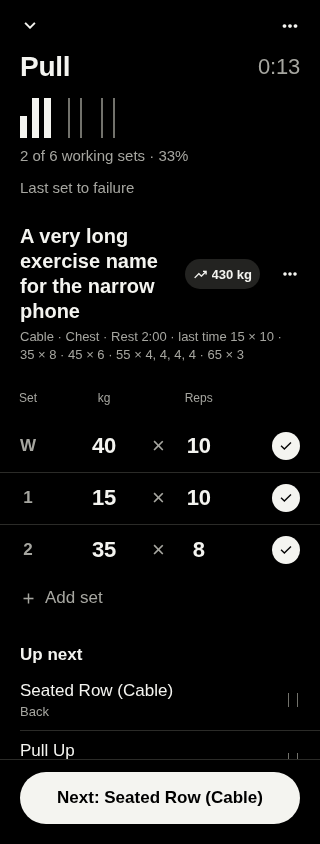 Pull 0:13
2 of 6 working sets · 33%
Last set to failure
A very long
exercise name
for the narrow
phone
430 kg
Cable · Chest · Rest 2:00 · last time 15 × 10 ·
35 × 8 · 45 × 6 · 55 × 4, 4, 4, 4 · 65 × 3
Set kg Reps
W 40 × 10
1 15 × 10
2 35 × 8
+ Add set
Up next
Seated Row (Cable)
Back
Pull Up
Next: Seated Row (Cable)